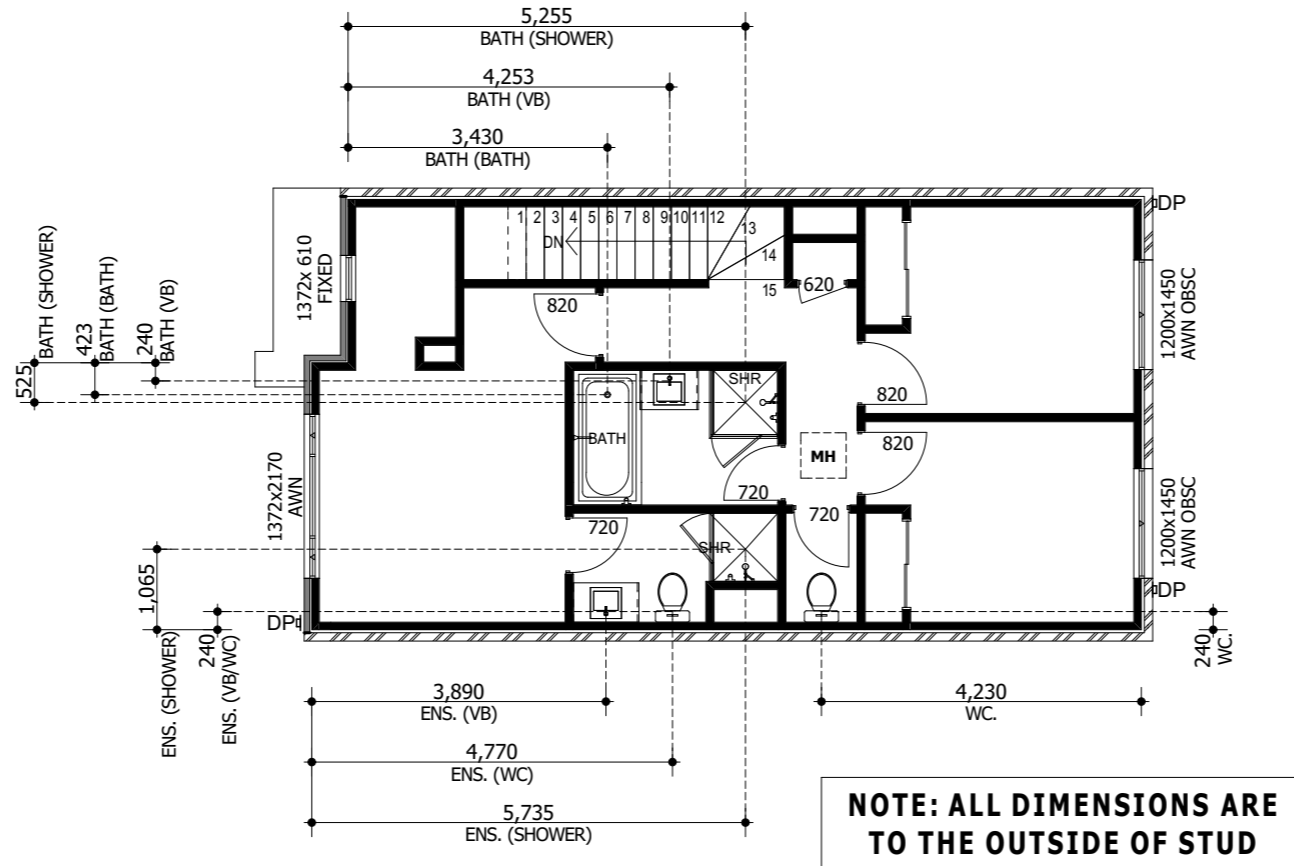 5,255
BATH (SHOWER)
4,253
BATH (VB)
3,430
BATH (BATH)
DP
1 2 3 4 5 6 7 8 9 10 11 12
13
14
15
DN
620
820
1372x 610
FIXED
525
BATH (SHOWER)
423
BATH (BATH)
240
BATH (VB)
1200x1450
AWN OBSC
SHR
BATH
820
820
MH
720
720
720
1372x2170
AWN
SHR
1200x1450
AWN OBSC
DP
DP
1,065
ENS. (SHOWER)
240
ENS. (VB/WC)
240
WC.
3,890
ENS. (VB)
4,230
WC.
4,770
ENS. (WC)
5,735
ENS. (SHOWER)
NOTE: ALL DIMENSIONS ARE
TO THE OUTSIDE OF STUD